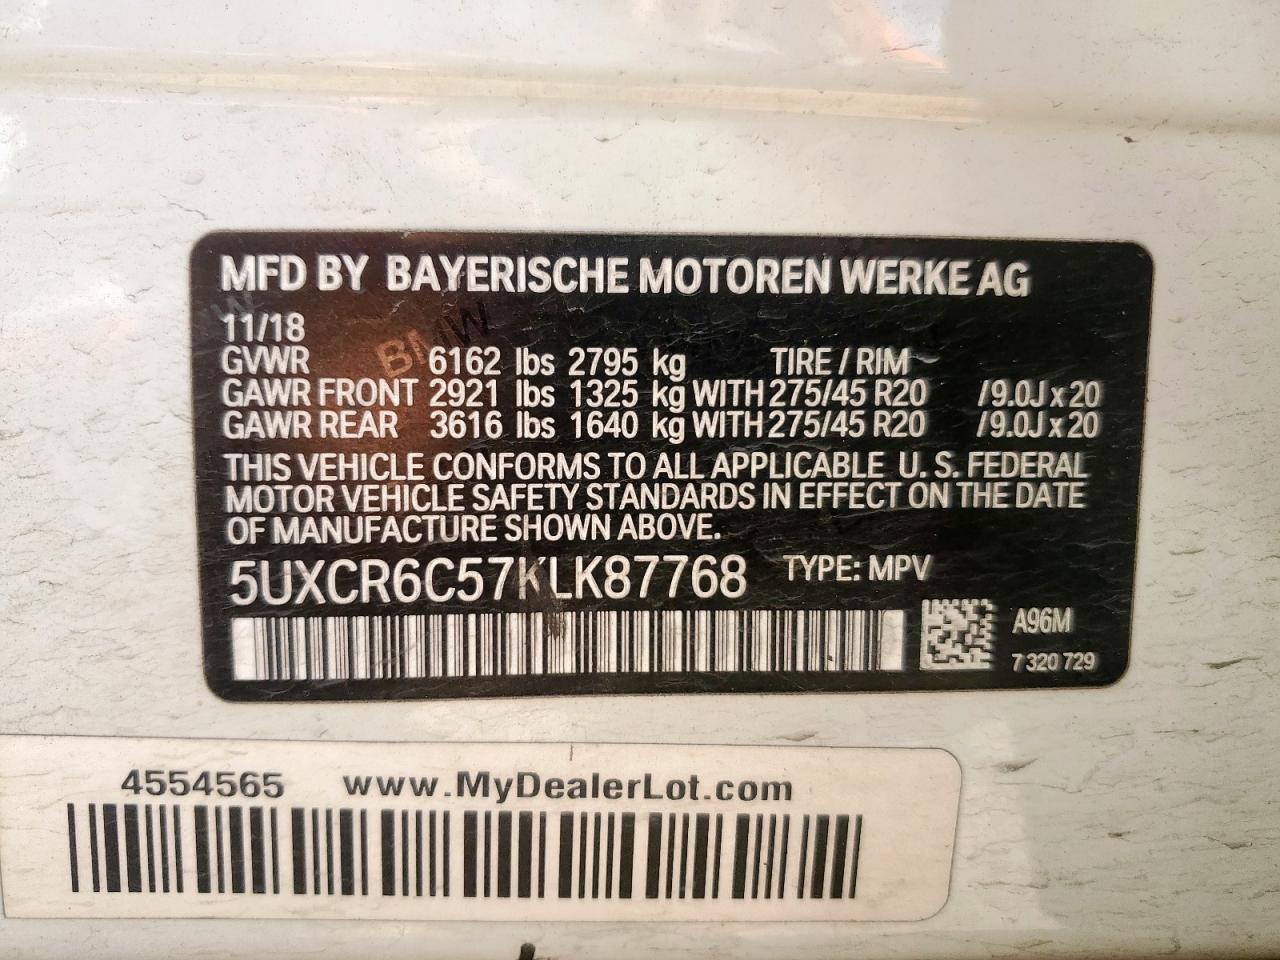 MFD BY BAYERISCHE MOTOREN WERKE AG
11/18
GVWR 6162 lbs 2795 kg TIRE / RIM
GAWR FRONT 2921 lbs 1325 kg WITH 275/45 R20 /9.0J x 20
GAWR REAR 3616 lbs 1640 kg WITH 275/45 R20 /9.0J x 20
THIS VEHICLE CONFORMS TO ALL APPLICABLE U. S. FEDERAL
MOTOR VEHICLE SAFETY STANDARDS IN EFFECT ON THE DATE
OF MANUFACTURE SHOWN ABOVE.
5UXCR6C57KLK87768 TYPE: MPV
A96M
7 320 729
BMW
4554565 www.MyDealerLot.com